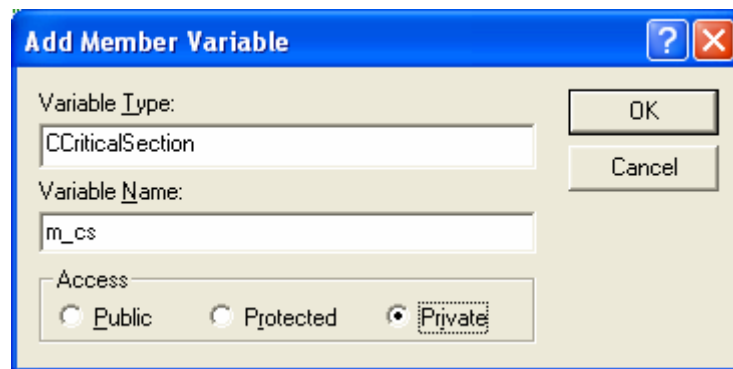 Add Member Variable
Variable Type:
OK
CCriticalSection
Cancel
Variable Name:
m_cs
Access
Public Protected Private